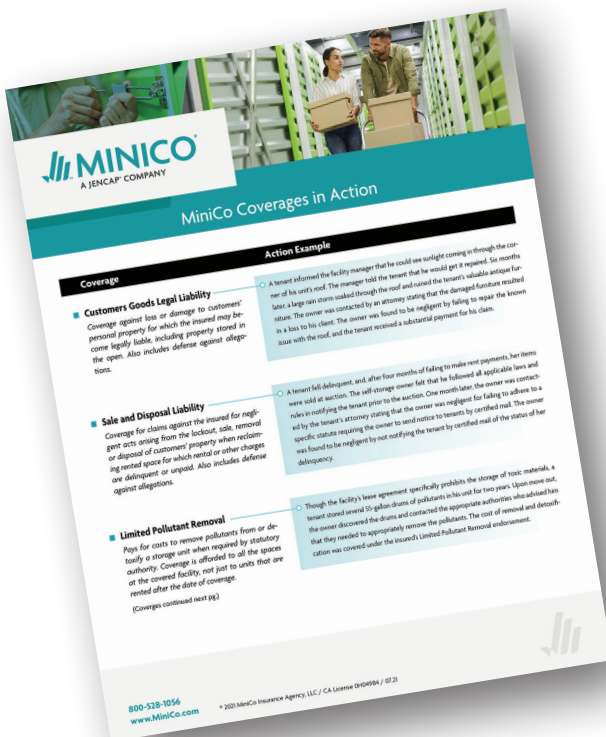 MINICO®
A JENCAP® COMPANY
MiniCo Coverages in Action
Coverage
Action Example
Customers Goods Legal Liability
Coverage against loss or damage to customers'
personal property for which the insured may be-
come legally liable, including property stored in
the open. Also includes defense against allega-
tions.
A tenant informed the facility manager that he could see sunlight coming in through the cor-
ner of his unit's roof. The manager told the tenant that he would get it repaired. Six months
later, a large rain storm soaked through the roof and ruined the tenant's valuable antique fur-
niture. The owner was contacted by an attorney stating that the damaged furniture resulted
in a loss to his client. The owner was found to be negligent by failing to repair the known
issue with the roof, and the tenant received a substantial payment for his claim.
Sale and Disposal Liability
Coverage for claims against the insured for negli-
gent acts arising from the lockout, sale, removal
or disposal of customers' property when reclaim-
ing rented space for which rental or other charges
are delinquent or unpaid. Also includes defense
against allegations.
A tenant fell delinquent, and, after four months of failing to make rent payments, her items
were sold at auction. The self-storage owner felt that he followed all applicable laws and
rules in notifying the tenant prior to the auction. One month later, the owner was contact-
ed by the tenant's attorney stating that the owner was negligent for failing to adhere to a
specific statute requiring the owner to send notice to tenants by certified mail. The owner
was found to be negligent by not notifying the tenant by certified mail of the status of her
delinquency.
Limited Pollutant Removal
Pays for costs to remove pollutants from or de-
toxify a storage unit when required by statutory
authority. Coverage is afforded to all the spaces
at the covered facility, not just to units that are
rented after the date of coverage.
(Coverges continued next pg.)
Though the facility's lease agreement specifically prohibits the storage of toxic materials, a
tenant stored several 55-gallon drums of pollutants in his unit for two years. Upon move out,
the owner discovered the drums and contacted the appropriate authorities who advised him
that they needed to appropriately remove the pollutants. The cost of removal and detoxifi-
cation was covered under the insured's Limited Pollutant Removal endorsement.
800-528-1056
www.MiniCo.com
© 2021 MiniCo Insurance Agency, LLC / CA License 0H04984 / 07.21